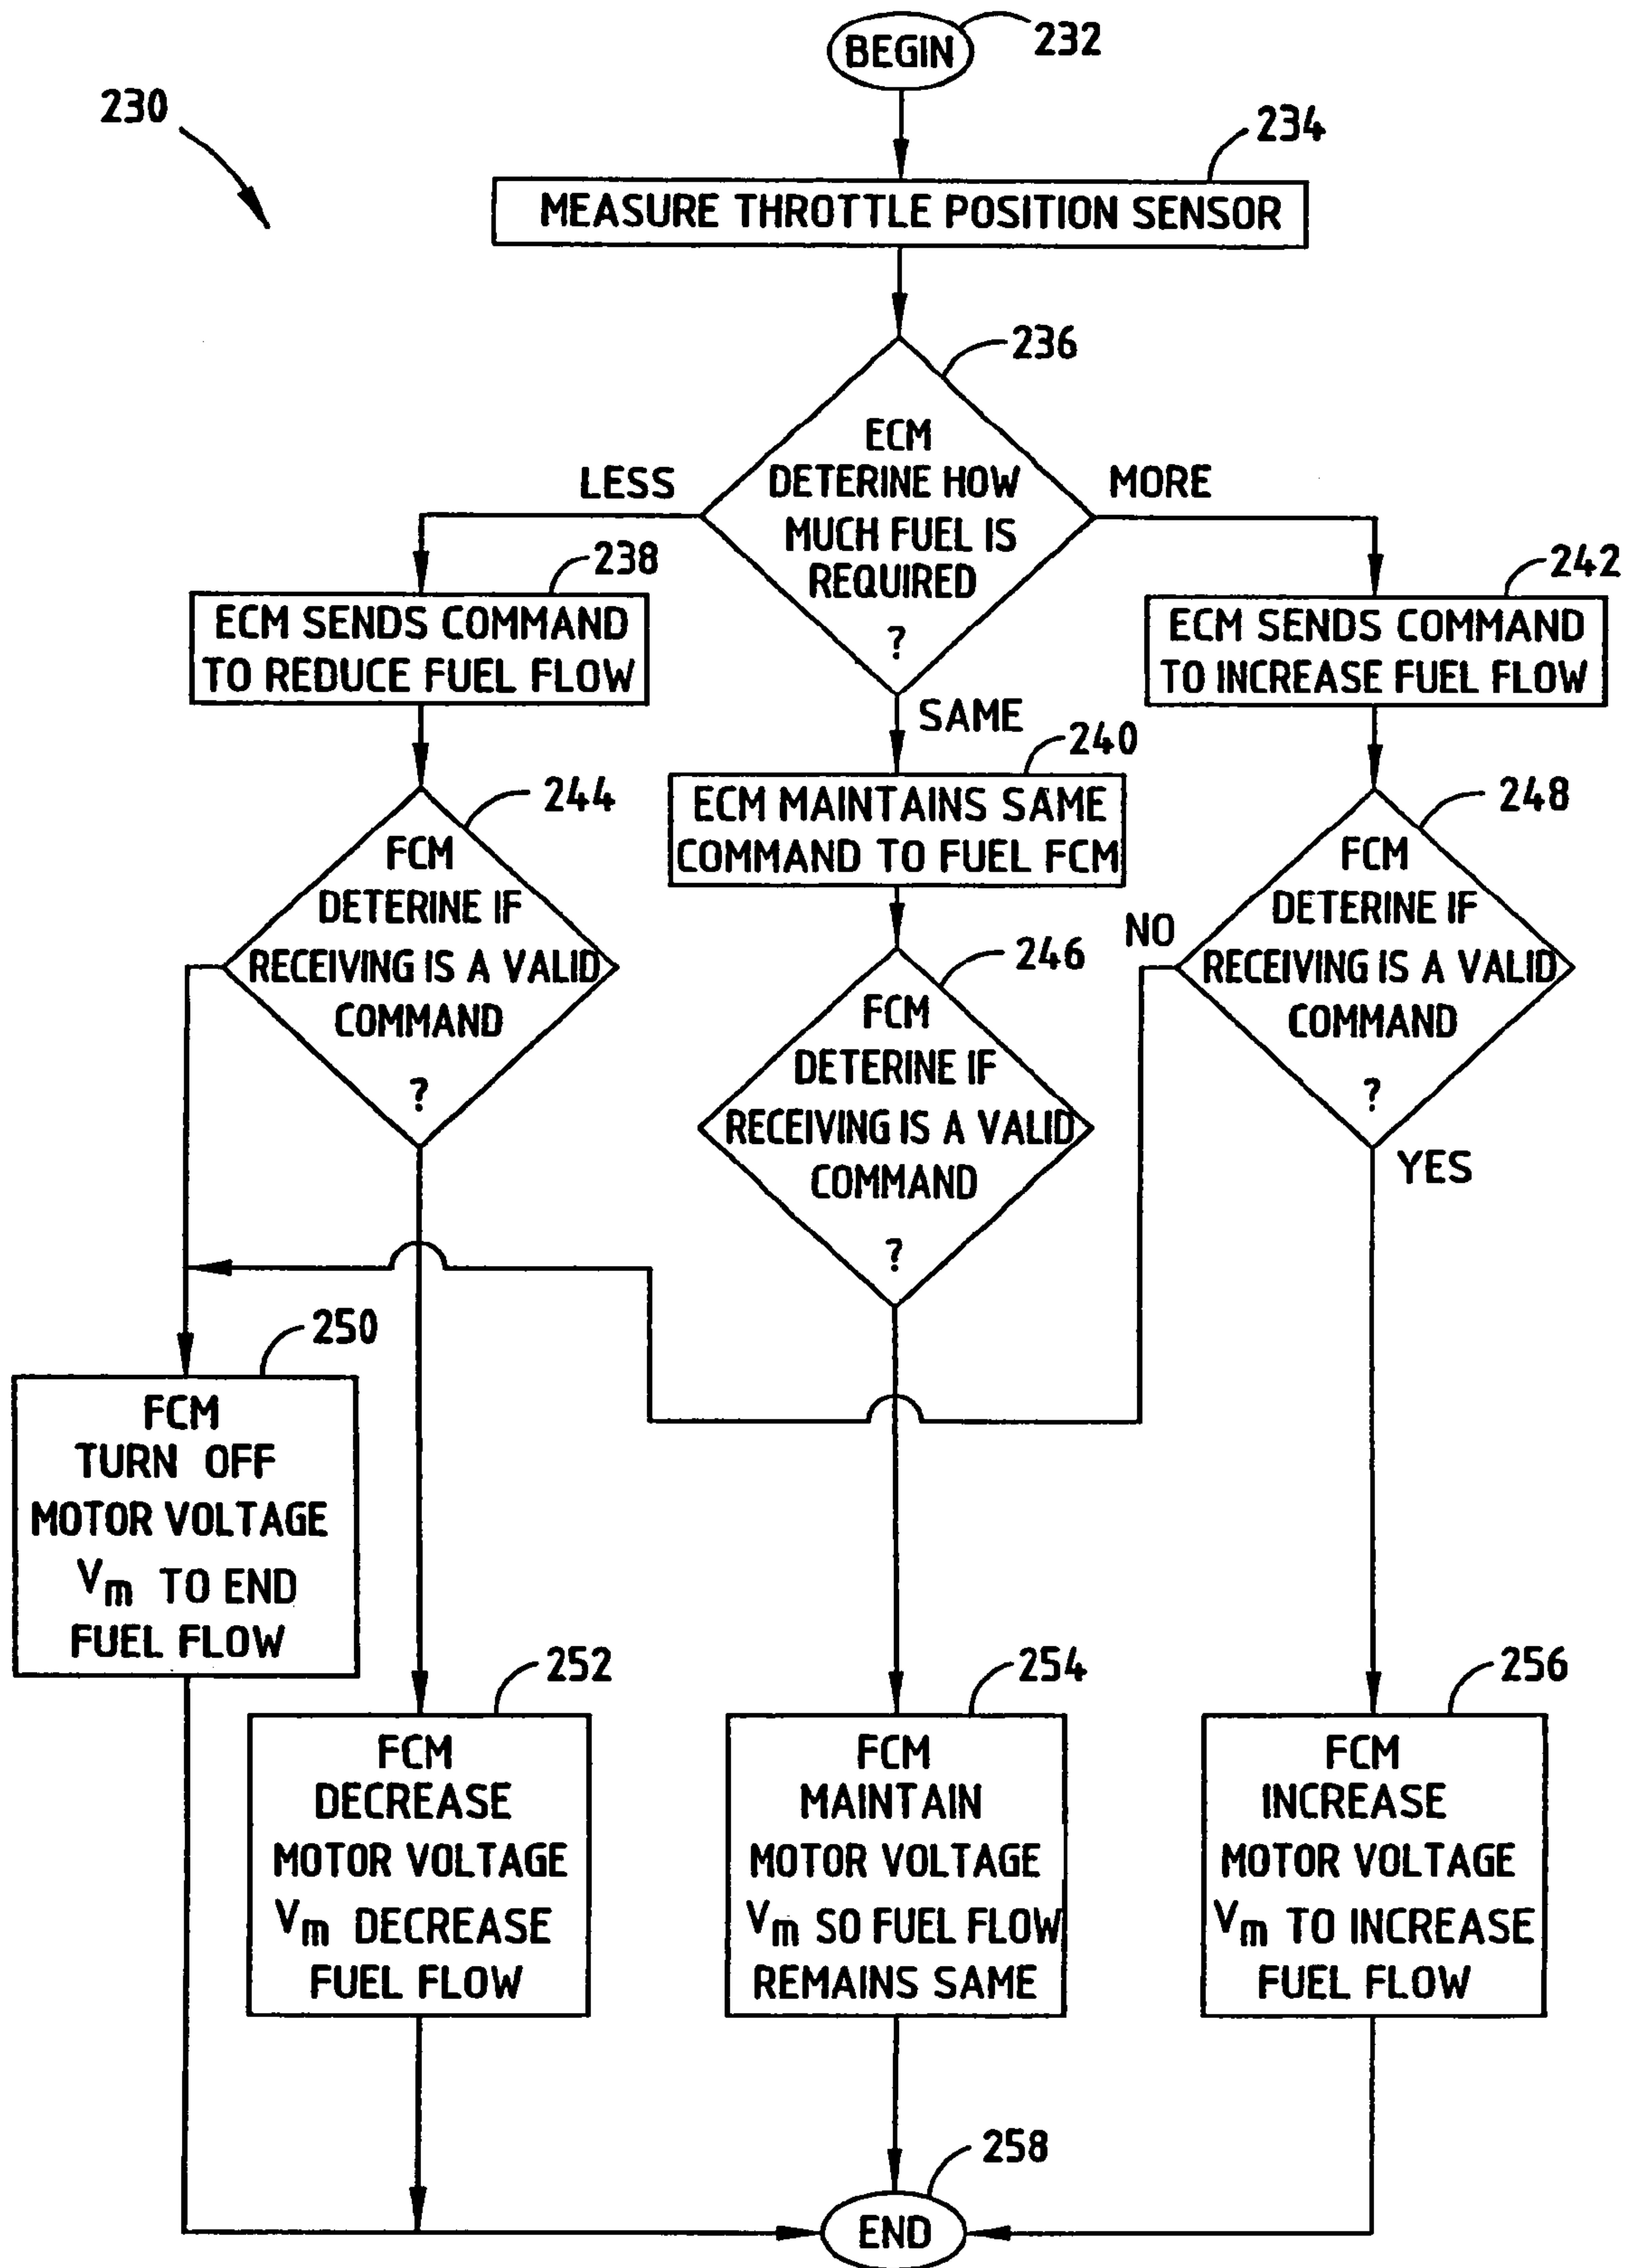 BEGIN
232
230
234
MEASURE THROTTLE POSITION SENSOR
236
ECM
DETERINE HOW
MUCH FUEL IS
REQUIRED
?
LESS
MORE
SAME
238
ECM SENDS COMMAND
TO REDUCE FUEL FLOW
242
ECM SENDS COMMAND
TO INCREASE FUEL FLOW
240
ECM MAINTAINS SAME
COMMAND TO FUEL FCM
244
FCM
DETERINE IF
RECEIVING IS A VALID
COMMAND
?
246
FCM
DETERINE IF
RECEIVING IS A VALID
COMMAND
?
248
FCM
DETERINE IF
RECEIVING IS A VALID
COMMAND
?
NO
YES
250
FCM
TURN OFF
MOTOR VOLTAGE
Vm TO END
FUEL FLOW
252
FCM
DECREASE
MOTOR VOLTAGE
Vm DECREASE
FUEL FLOW
254
FCM
MAINTAIN
MOTOR VOLTAGE
Vm SO FUEL FLOW
REMAINS SAME
256
FCM
INCREASE
MOTOR VOLTAGE
Vm TO INCREASE
FUEL FLOW
258
END